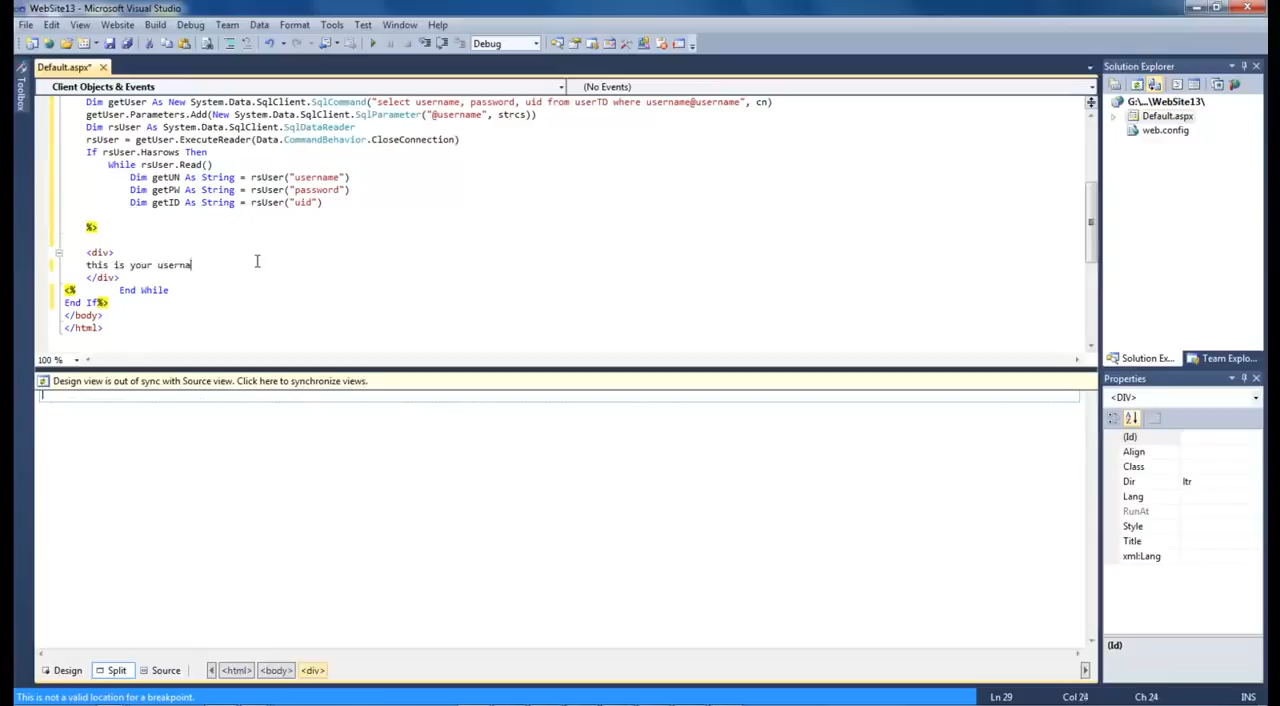 WebSite13 - Microsoft Visual Studio
File Edit View Website Build Debug Team Data Format Tools Test Window Help
Debug
Toolbox
Default.aspx*
Client Objects & Events
(No Events)
Dim getUser As New System.Data.SqlClient.SqlCommand("select username, password, uid from userTD where username@username", cn)
getUser.Parameters.Add(New System.Data.SqlClient.SqlParameter("@username", strcs))
Dim rsUser As System.Data.SqlClient.SqlDataReader
rsUser = getUser.ExecuteReader(Data.CommandBehavior.CloseConnection)
If rsUser.Hasrows Then
While rsUser.Read()
Dim getUN As String = rsUser("username")
Dim getPW As String = rsUser("password")
Dim getID As String = rsUser("uid")
%>
<div>
this is your userna
</div>
<% End While
End If%>
</body>
</html>
100 %
Design view is out of sync with Source view. Click here to synchronize views.
Design Split Source <html> <body> <div>
This is not a valid location for a breakpoint.
Ln 29 Col 24 Ch 24 INS
Solution Explorer
G:\...\WebSite13\
Default.aspx
web.config
Solution Ex... Team Explo...
Properties
<DIV>
(Id)
Align
Class
Dir ltr
Lang
RunAt
Style
Title
xml:Lang
(Id)